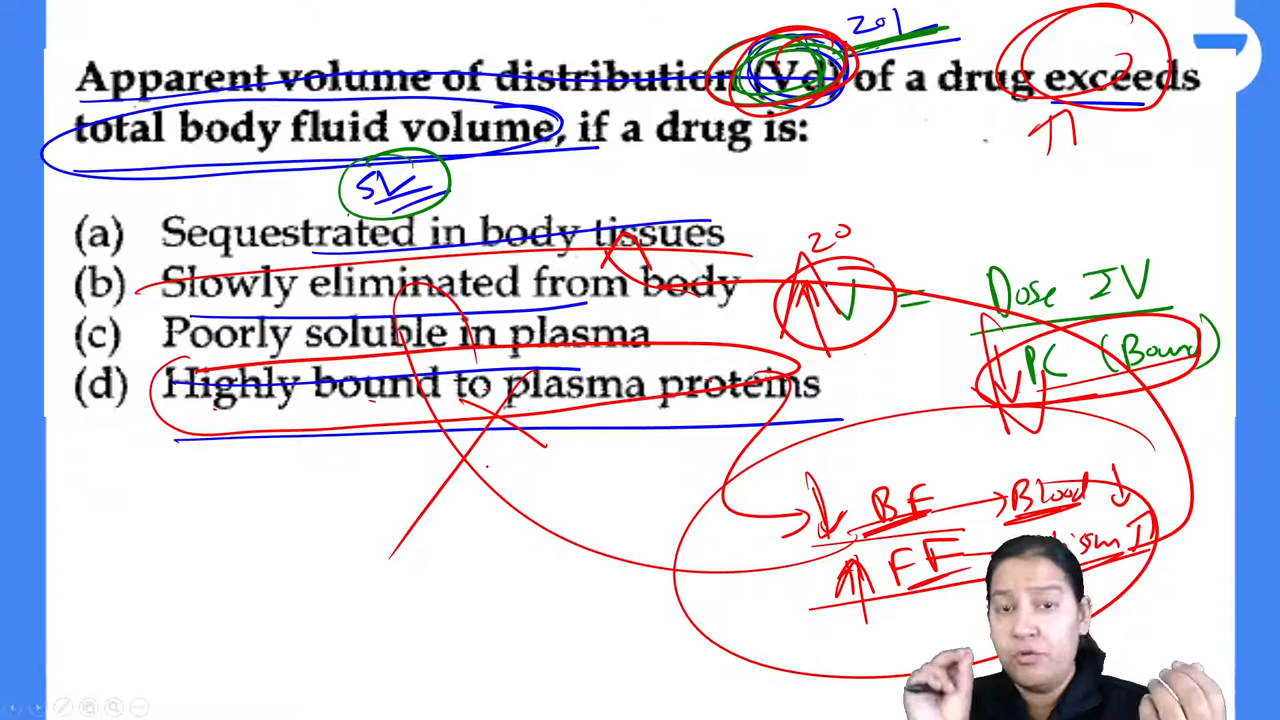 20l
Apparent volume of distribution (Vd) of a drug exceeds
total body fluid volume, if a drug is:
5L
(a) Sequestrated in body tissues
(b) Slowly eliminated from body
(c) Poorly soluble in plasma
(d) Highly bound to plasma proteins
20
V = Dose IV
PC (Bound)
↓ BF → Blood ↓
↑ FF